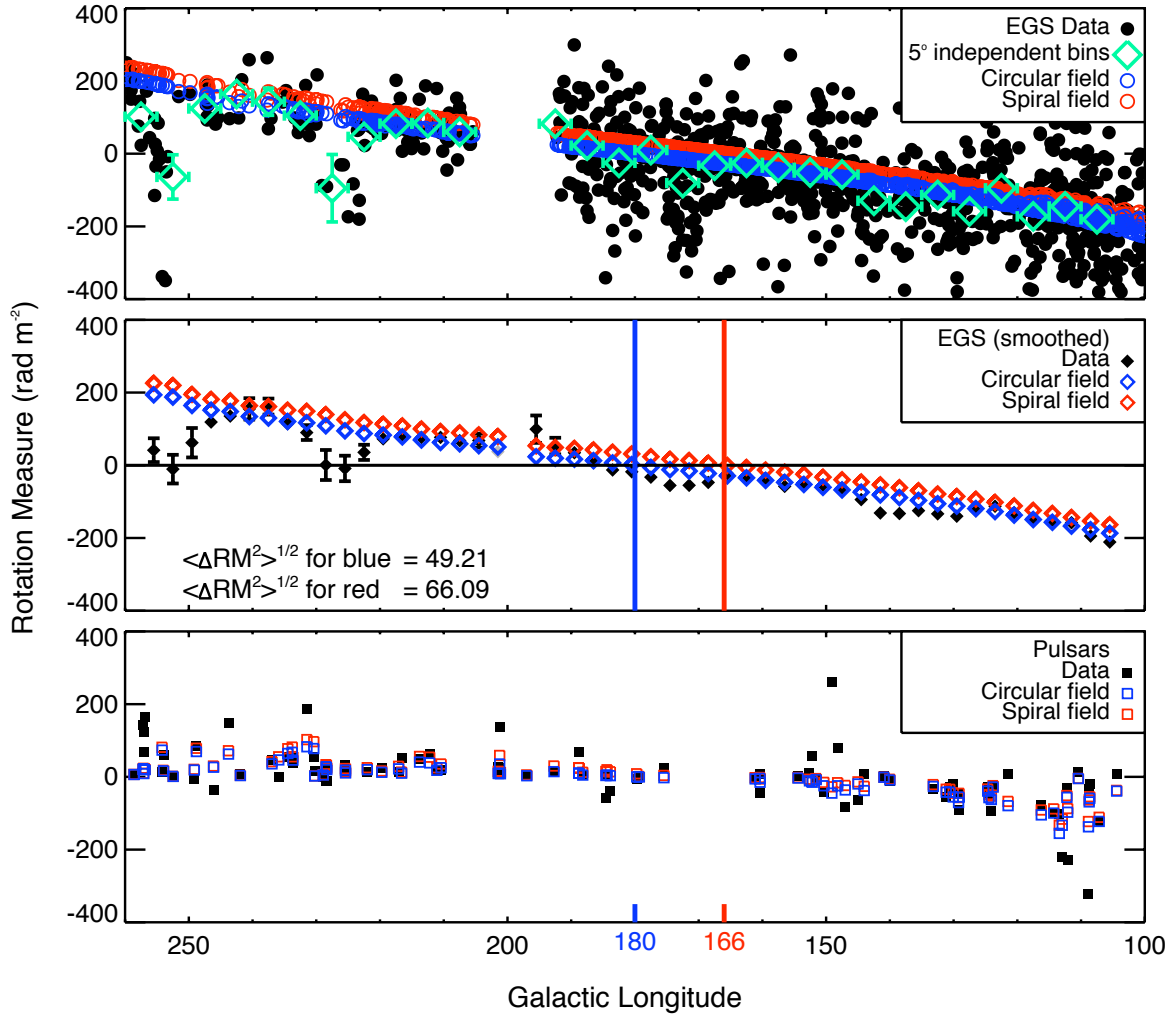 400
200
0
-200
-400
EGS Data
5° independent bins
Circular field
Spiral field
400
200
0
-200
-400
EGS (smoothed)
Data
Circular field
Spiral field
<ΔRM²>^1/2 for blue = 49.21
<ΔRM²>^1/2 for red = 66.09
400
200
0
-200
-400
Pulsars
Data
Circular field
Spiral field
250
200
180
166
150
100
Galactic Longitude
Rotation Measure (rad m⁻²)